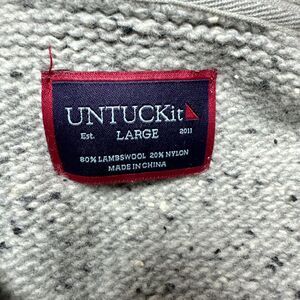 UNTUCKit
Est. LARGE 2011
80% LAMBSWOOL 20% NYLON
MADE IN CHINA